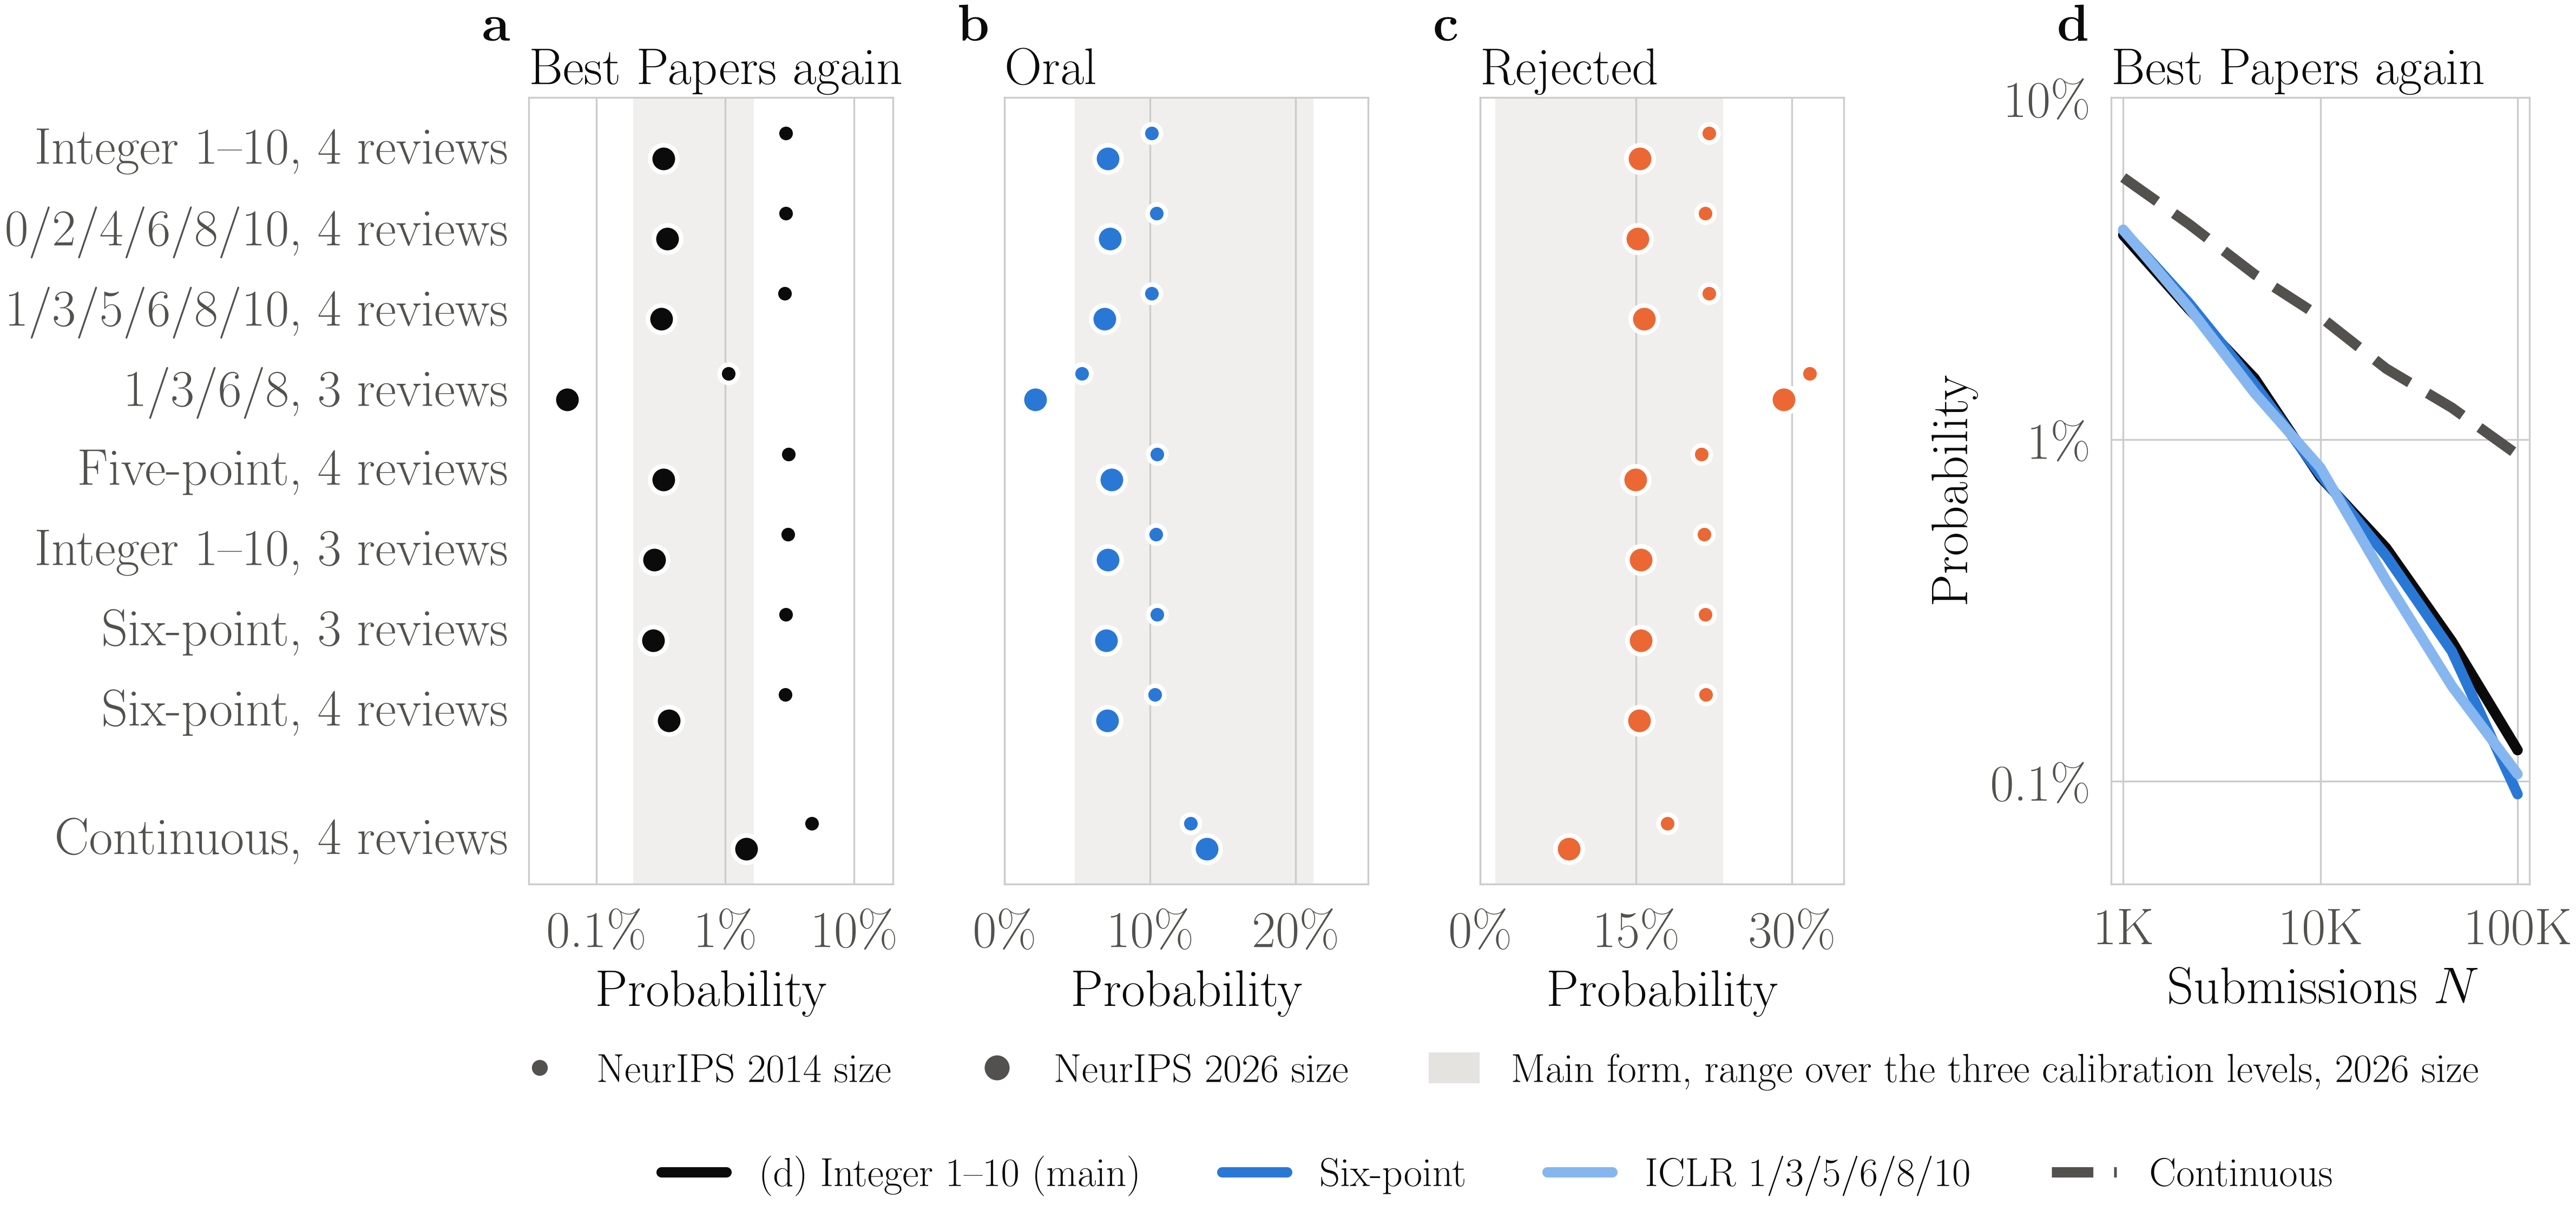 a
Best Papers again
b
Oral
c
Rejected
d
Best Papers again
Integer 1–10, 4 reviews
0/2/4/6/8/10, 4 reviews
1/3/5/6/8/10, 4 reviews
1/3/6/8, 3 reviews
Five-point, 4 reviews
Integer 1–10, 3 reviews
Six-point, 3 reviews
Six-point, 4 reviews
Continuous, 4 reviews
0.1% 1% 10%
Probability
0% 10% 20%
Probability
0% 15% 30%
Probability
10%
1%
0.1%
Probability
1K 10K 100K
Submissions N
NeurIPS 2014 size
NeurIPS 2026 size
Main form, range over the three calibration levels, 2026 size
(d) Integer 1–10 (main)
Six-point
ICLR 1/3/5/6/8/10
Continuous